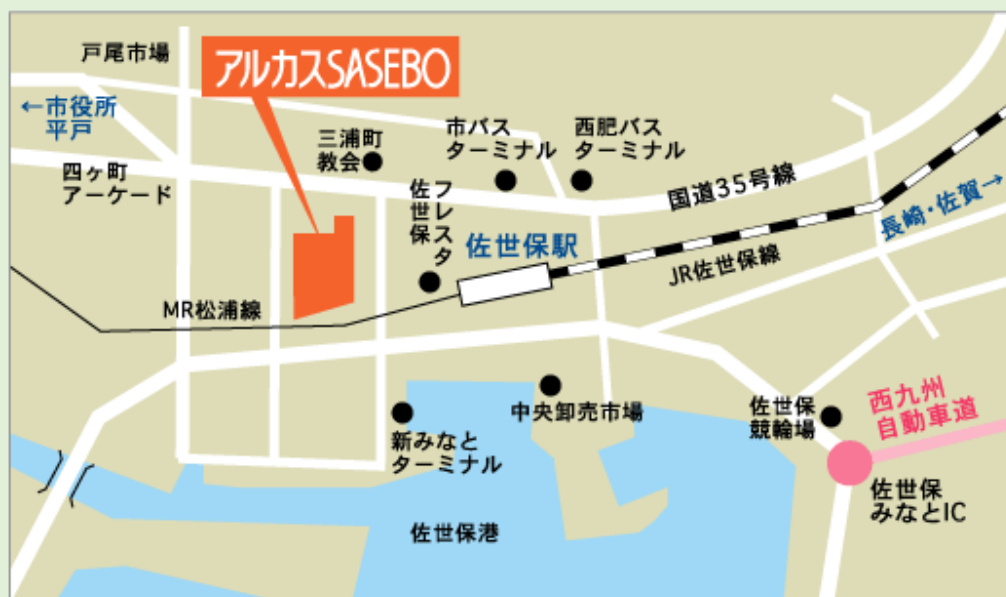 戸尾市場
アルカスSASEBO
←市役所
平戸
三浦町
教会
市バス
ターミナル
西肥バス
ターミナル
四ヶ町
アーケード
フレスタ
佐世保
佐世保駅
国道35号線
長崎・佐賀→
JR佐世保線
MR松浦線
新みなと
ターミナル
中央卸売市場
佐世保
競輪場
西九州
自動車道
佐世保
みなとIC
佐世保港